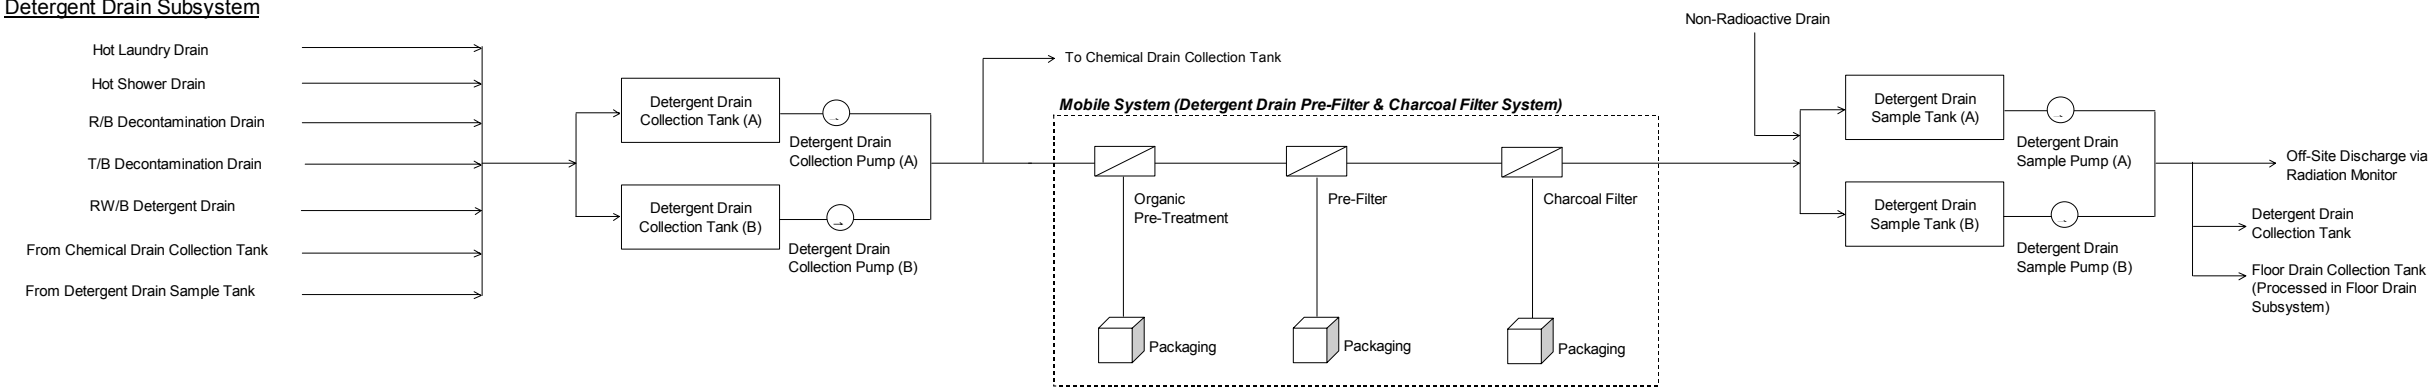 Detergent Drain Subsystem
Hot Laundry Drain
Hot Shower Drain
R/B Decontamination Drain
T/B Decontamination Drain
RW/B Detergent Drain
From Chemical Drain Collection Tank
From Detergent Drain Sample Tank
Detergent Drain
Collection Tank (A)
Detergent Drain
Collection Pump (A)
Detergent Drain
Collection Tank (B)
Detergent Drain
Collection Pump (B)
To Chemical Drain Collection Tank
Mobile System (Detergent Drain Pre-Filter & Charcoal Filter System)
Organic
Pre-Treatment
Pre-Filter
Charcoal Filter
Packaging
Packaging
Packaging
Non-Radioactive Drain
Detergent Drain
Sample Tank (A)
Detergent Drain
Sample Pump (A)
Detergent Drain
Sample Tank (B)
Detergent Drain
Sample Pump (B)
Off-Site Discharge via
Radiation Monitor
Detergent Drain
Collection Tank
Floor Drain Collection Tank
(Processed in Floor Drain
Subsystem)